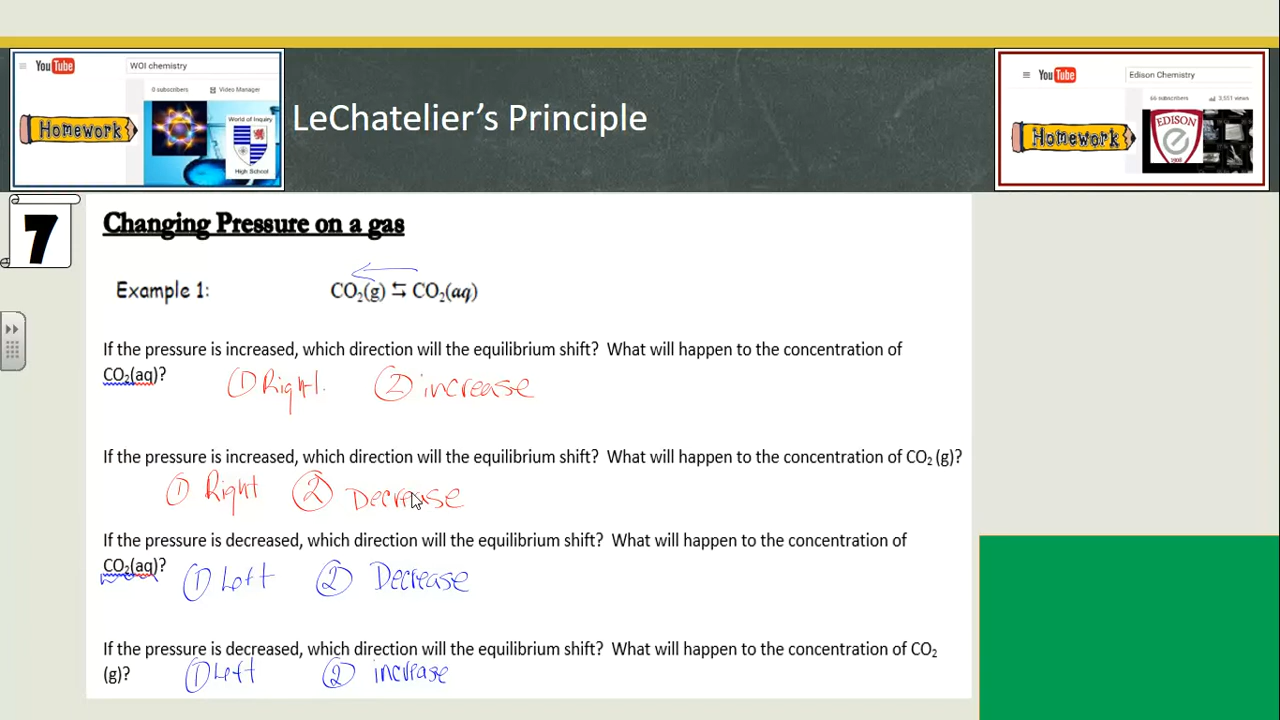 YouTube WOI chemistry
0 subscribers Video Manager
Homework
World of Inquiry
High School
LeChatelier's Principle
YouTube Edison Chemistry
subscribers 3,551 views
Homework
EDISON
7
Changing Pressure on a gas
Example 1: CO₂(g) ⇆ CO₂(aq)
If the pressure is increased, which direction will the equilibrium shift? What will happen to the concentration of
CO₂(aq)? ① Right. ② increase
If the pressure is increased, which direction will the equilibrium shift? What will happen to the concentration of CO₂ (g)?
① Right ② Decrease
If the pressure is decreased, which direction will the equilibrium shift? What will happen to the concentration of
CO₂(aq)? ① Left ② Decrease
If the pressure is decreased, which direction will the equilibrium shift? What will happen to the concentration of CO₂
(g)? ① Left ② increase